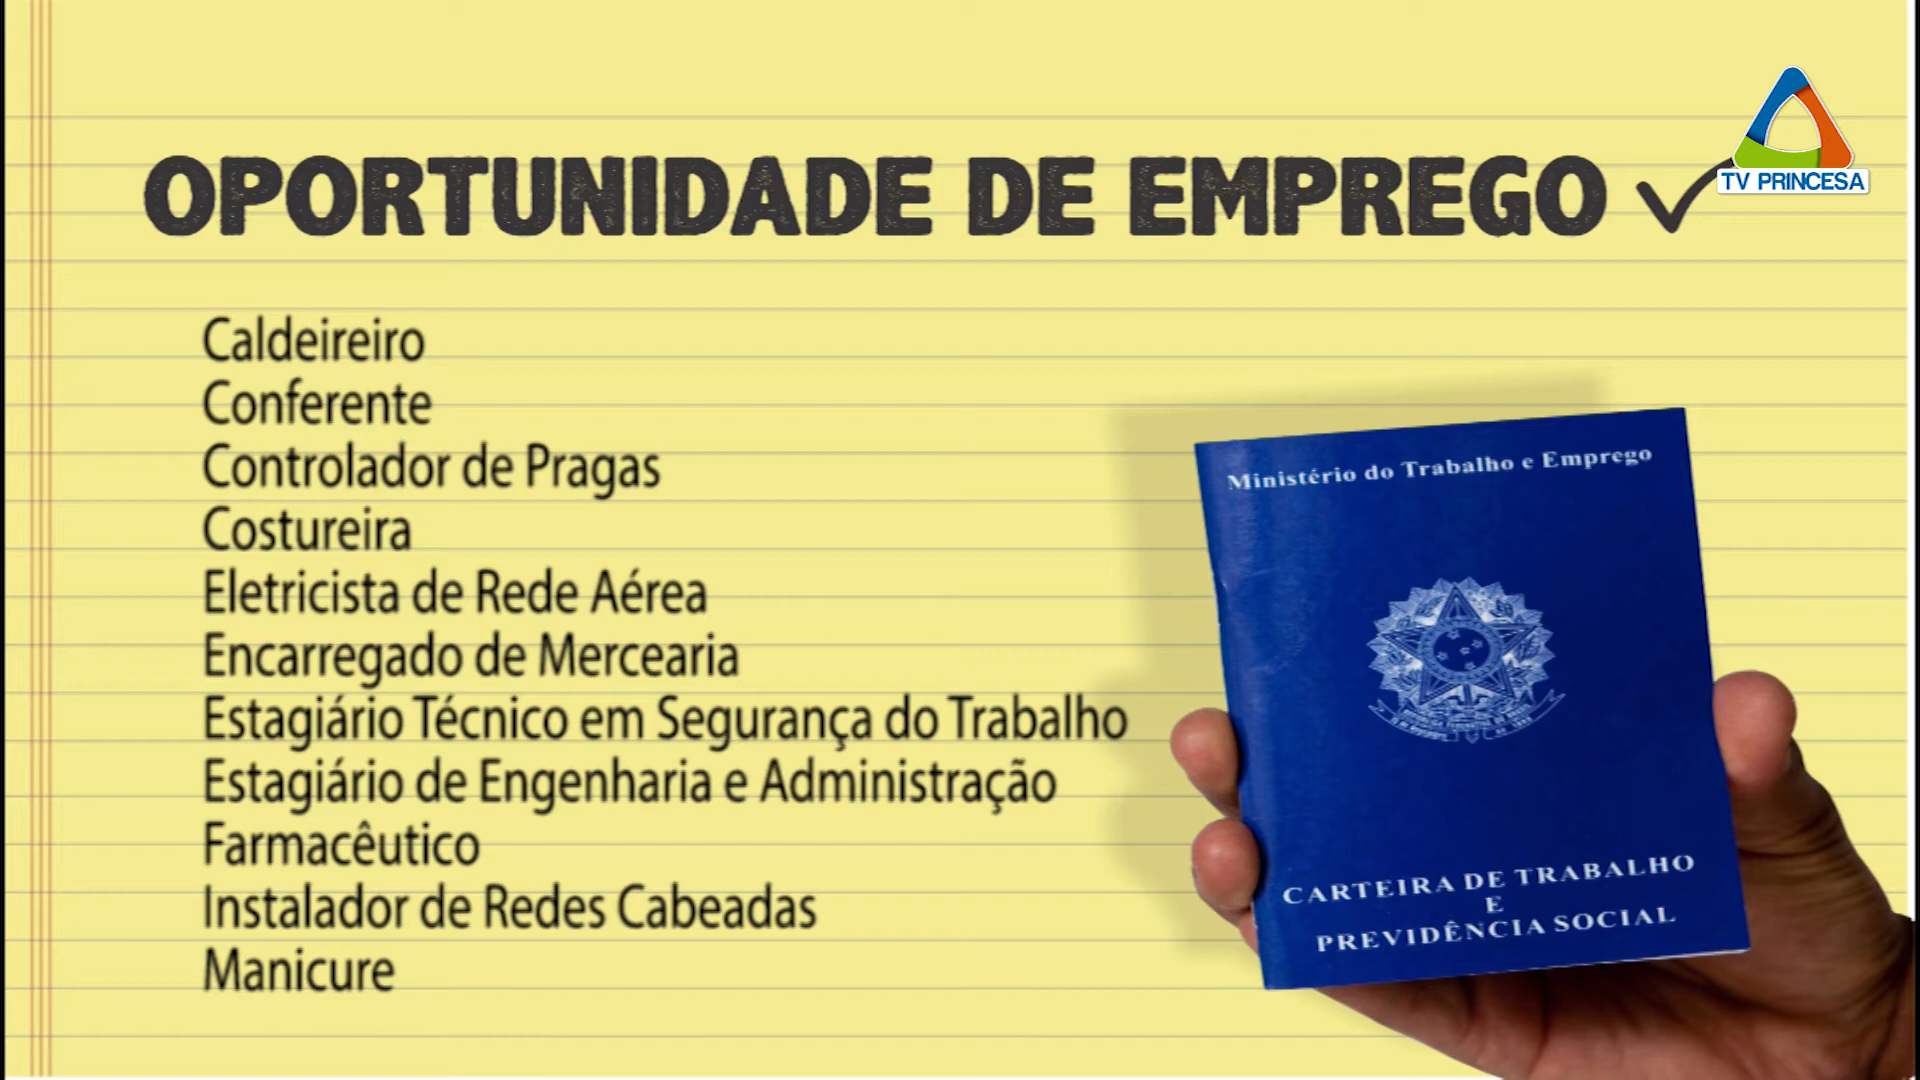 OPORTUNIDADE DE EMPREGO
TV PRINCESA
Caldeireiro
Conferente
Controlador de Pragas
Costureira
Eletricista de Rede Aérea
Encarregado de Mercearia
Estagiário Técnico em Segurança do Trabalho
Estagiário de Engenharia e Administração
Farmacêutico
Instalador de Redes Cabeadas
Manicure
Ministério do Trabalho e Emprego
CARTEIRA DE TRABALHO
E
PREVIDÊNCIA SOCIAL